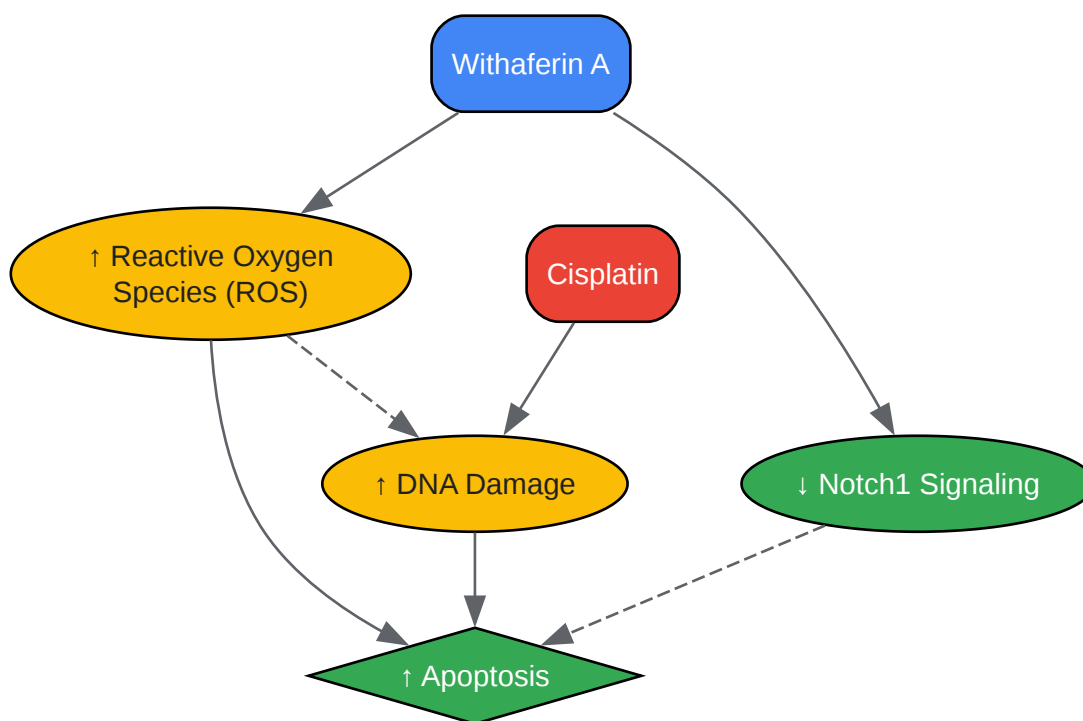 Withaferin A
↑ Reactive Oxygen
Species (ROS)
Cisplatin
↑ DNA Damage
↓ Notch1 Signaling
↑ Apoptosis